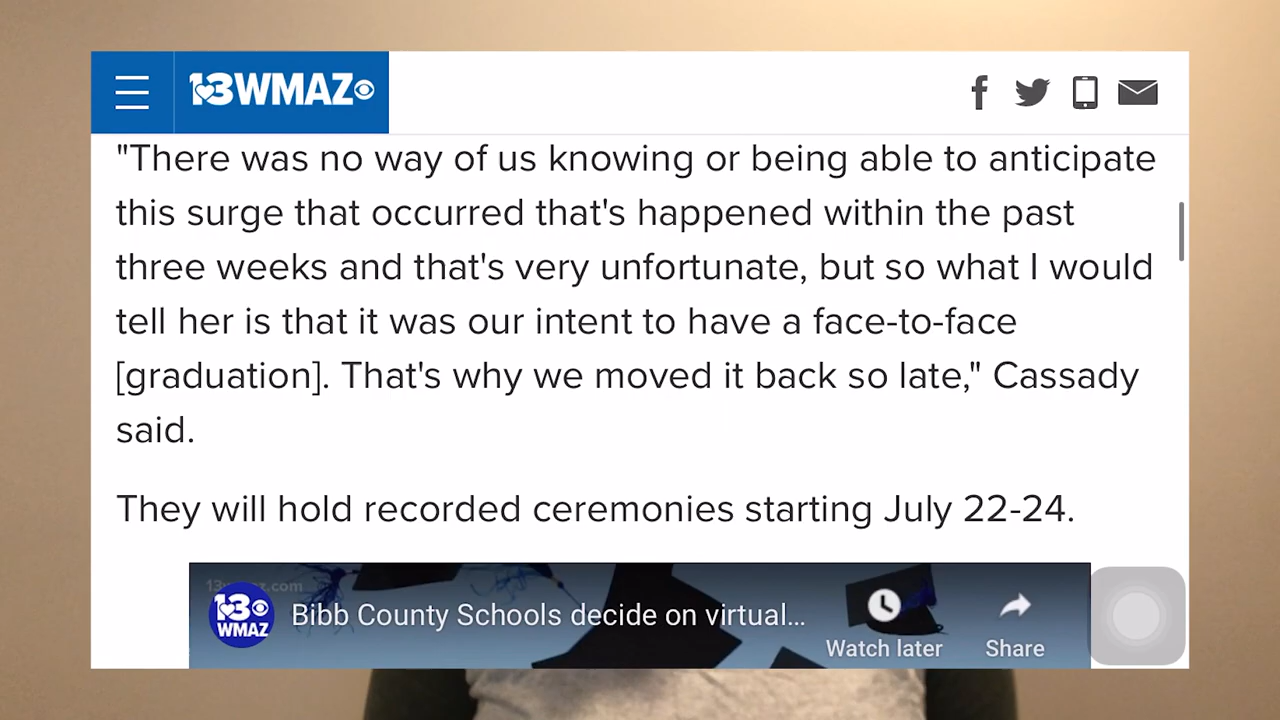 13WMAZ
"There was no way of us knowing or being able to anticipate
this surge that occurred that's happened within the past
three weeks and that's very unfortunate, but so what I would
tell her is that it was our intent to have a face-to-face
[graduation]. That's why we moved it back so late," Cassady
said.
They will hold recorded ceremonies starting July 22-24.
13wmaz.com
13
WMAZ
Bibb County Schools decide on virtual...
Watch later
Share